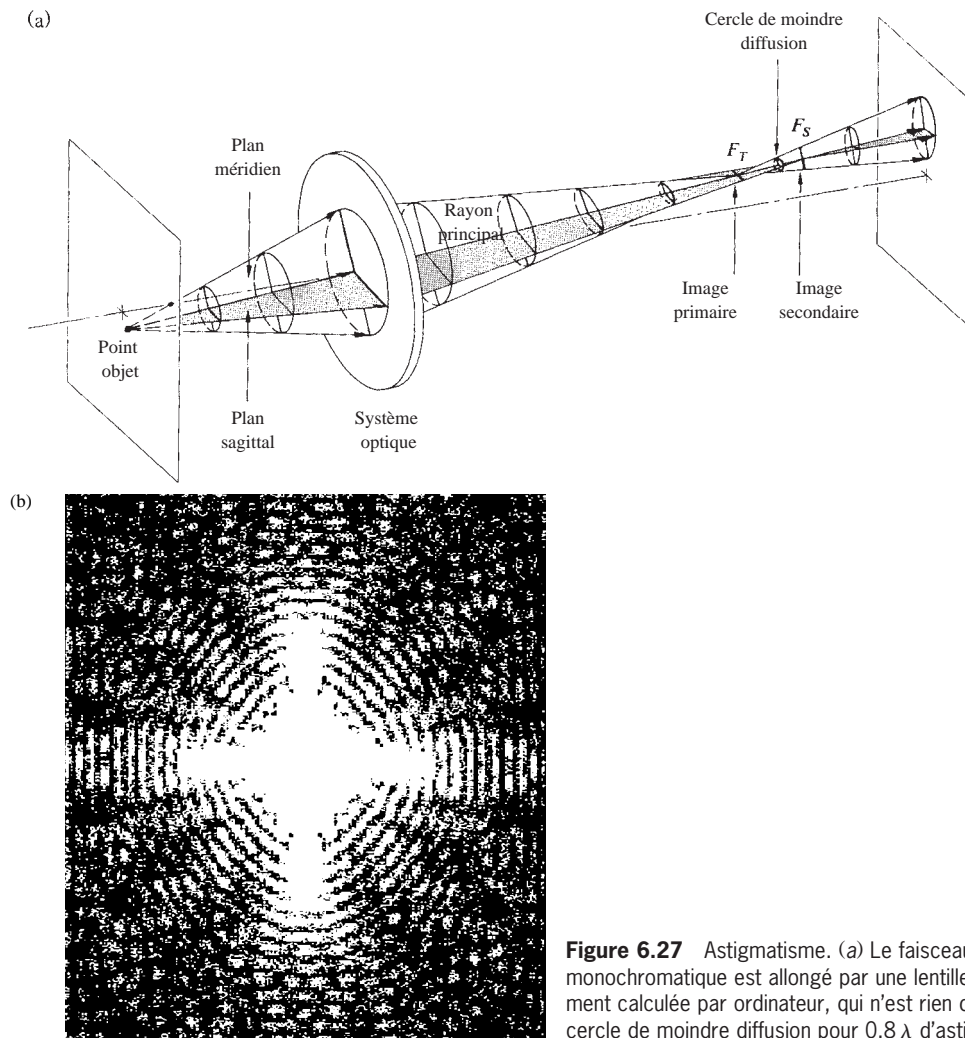 (a)
Cercle de moindre
diffusion
Plan
méridien
F_S
F_T
Rayon
principal
Image
primaire
Image
secondaire
Point
objet
Plan
sagittal
Système
optique
(b)
Figure 6.27 Astigmatisme. (a) Le faisceau
monochromatique est allongé par une lentille
ment calculée par ordinateur, qui n'est rien
cercle de moindre diffusion pour 0,8 λ